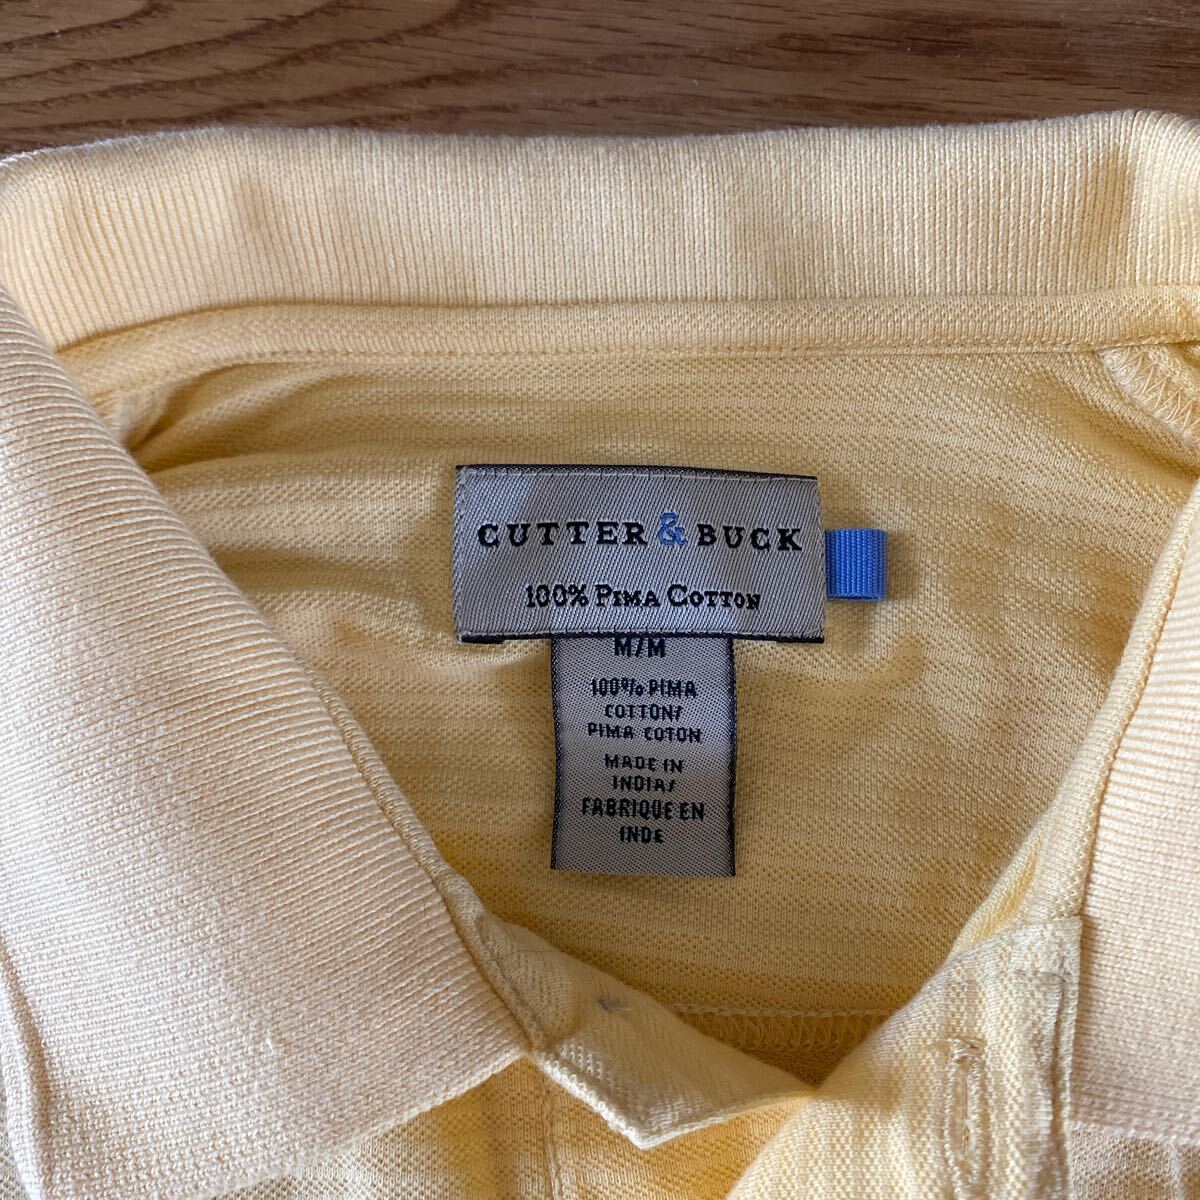 CUTTER & BUCK
100% PIMA COTTON
M/M
100% PIMA
COTTON/
PIMA COTON
MADE IN
INDIA/
FABRIQUE EN
INDE